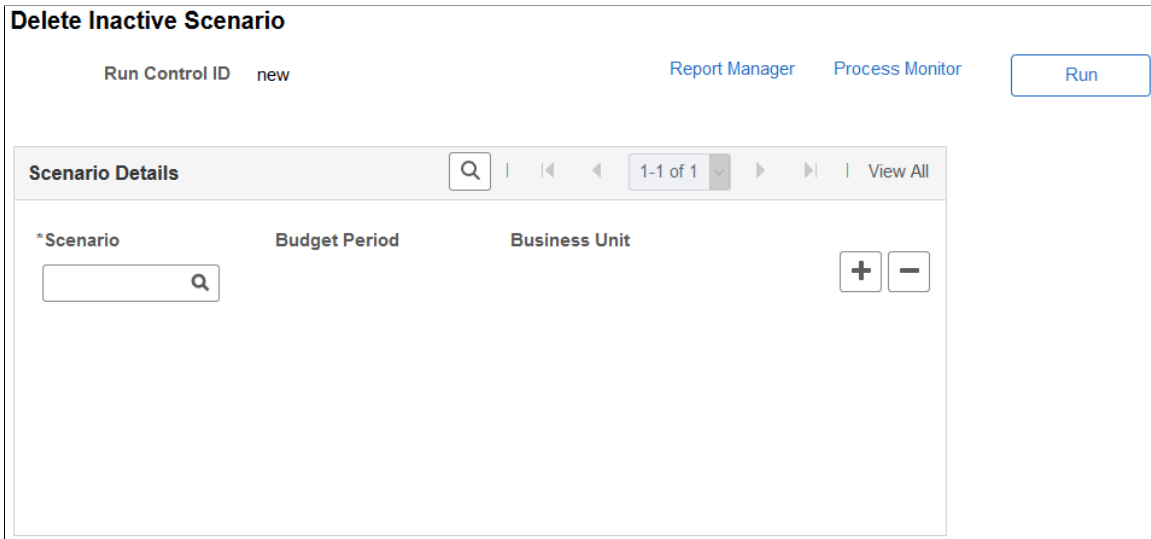 Delete Inactive Scenario
Run Control ID new Report Manager Process Monitor Run
Scenario Details 1-1 of 1 View All
*Scenario Budget Period Business Unit